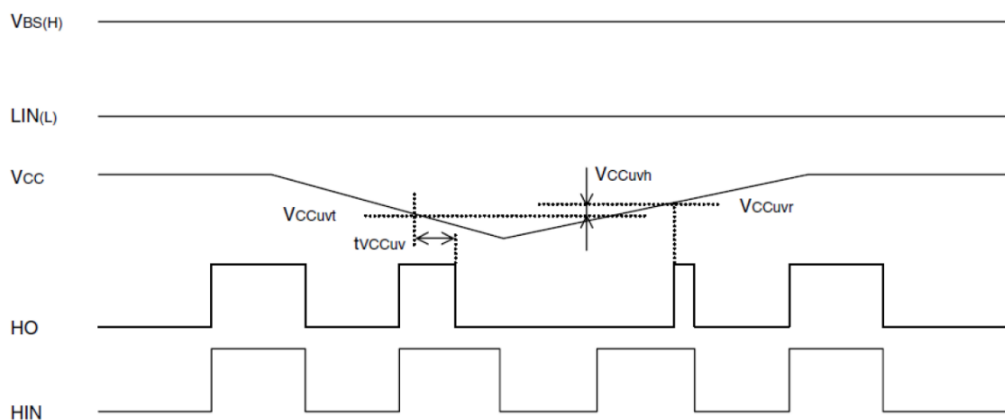 VBS(H)
LIN(L)
VCC
VCCuvh
VCCuvt
VCCuvr
tVCCuv
HO
HIN